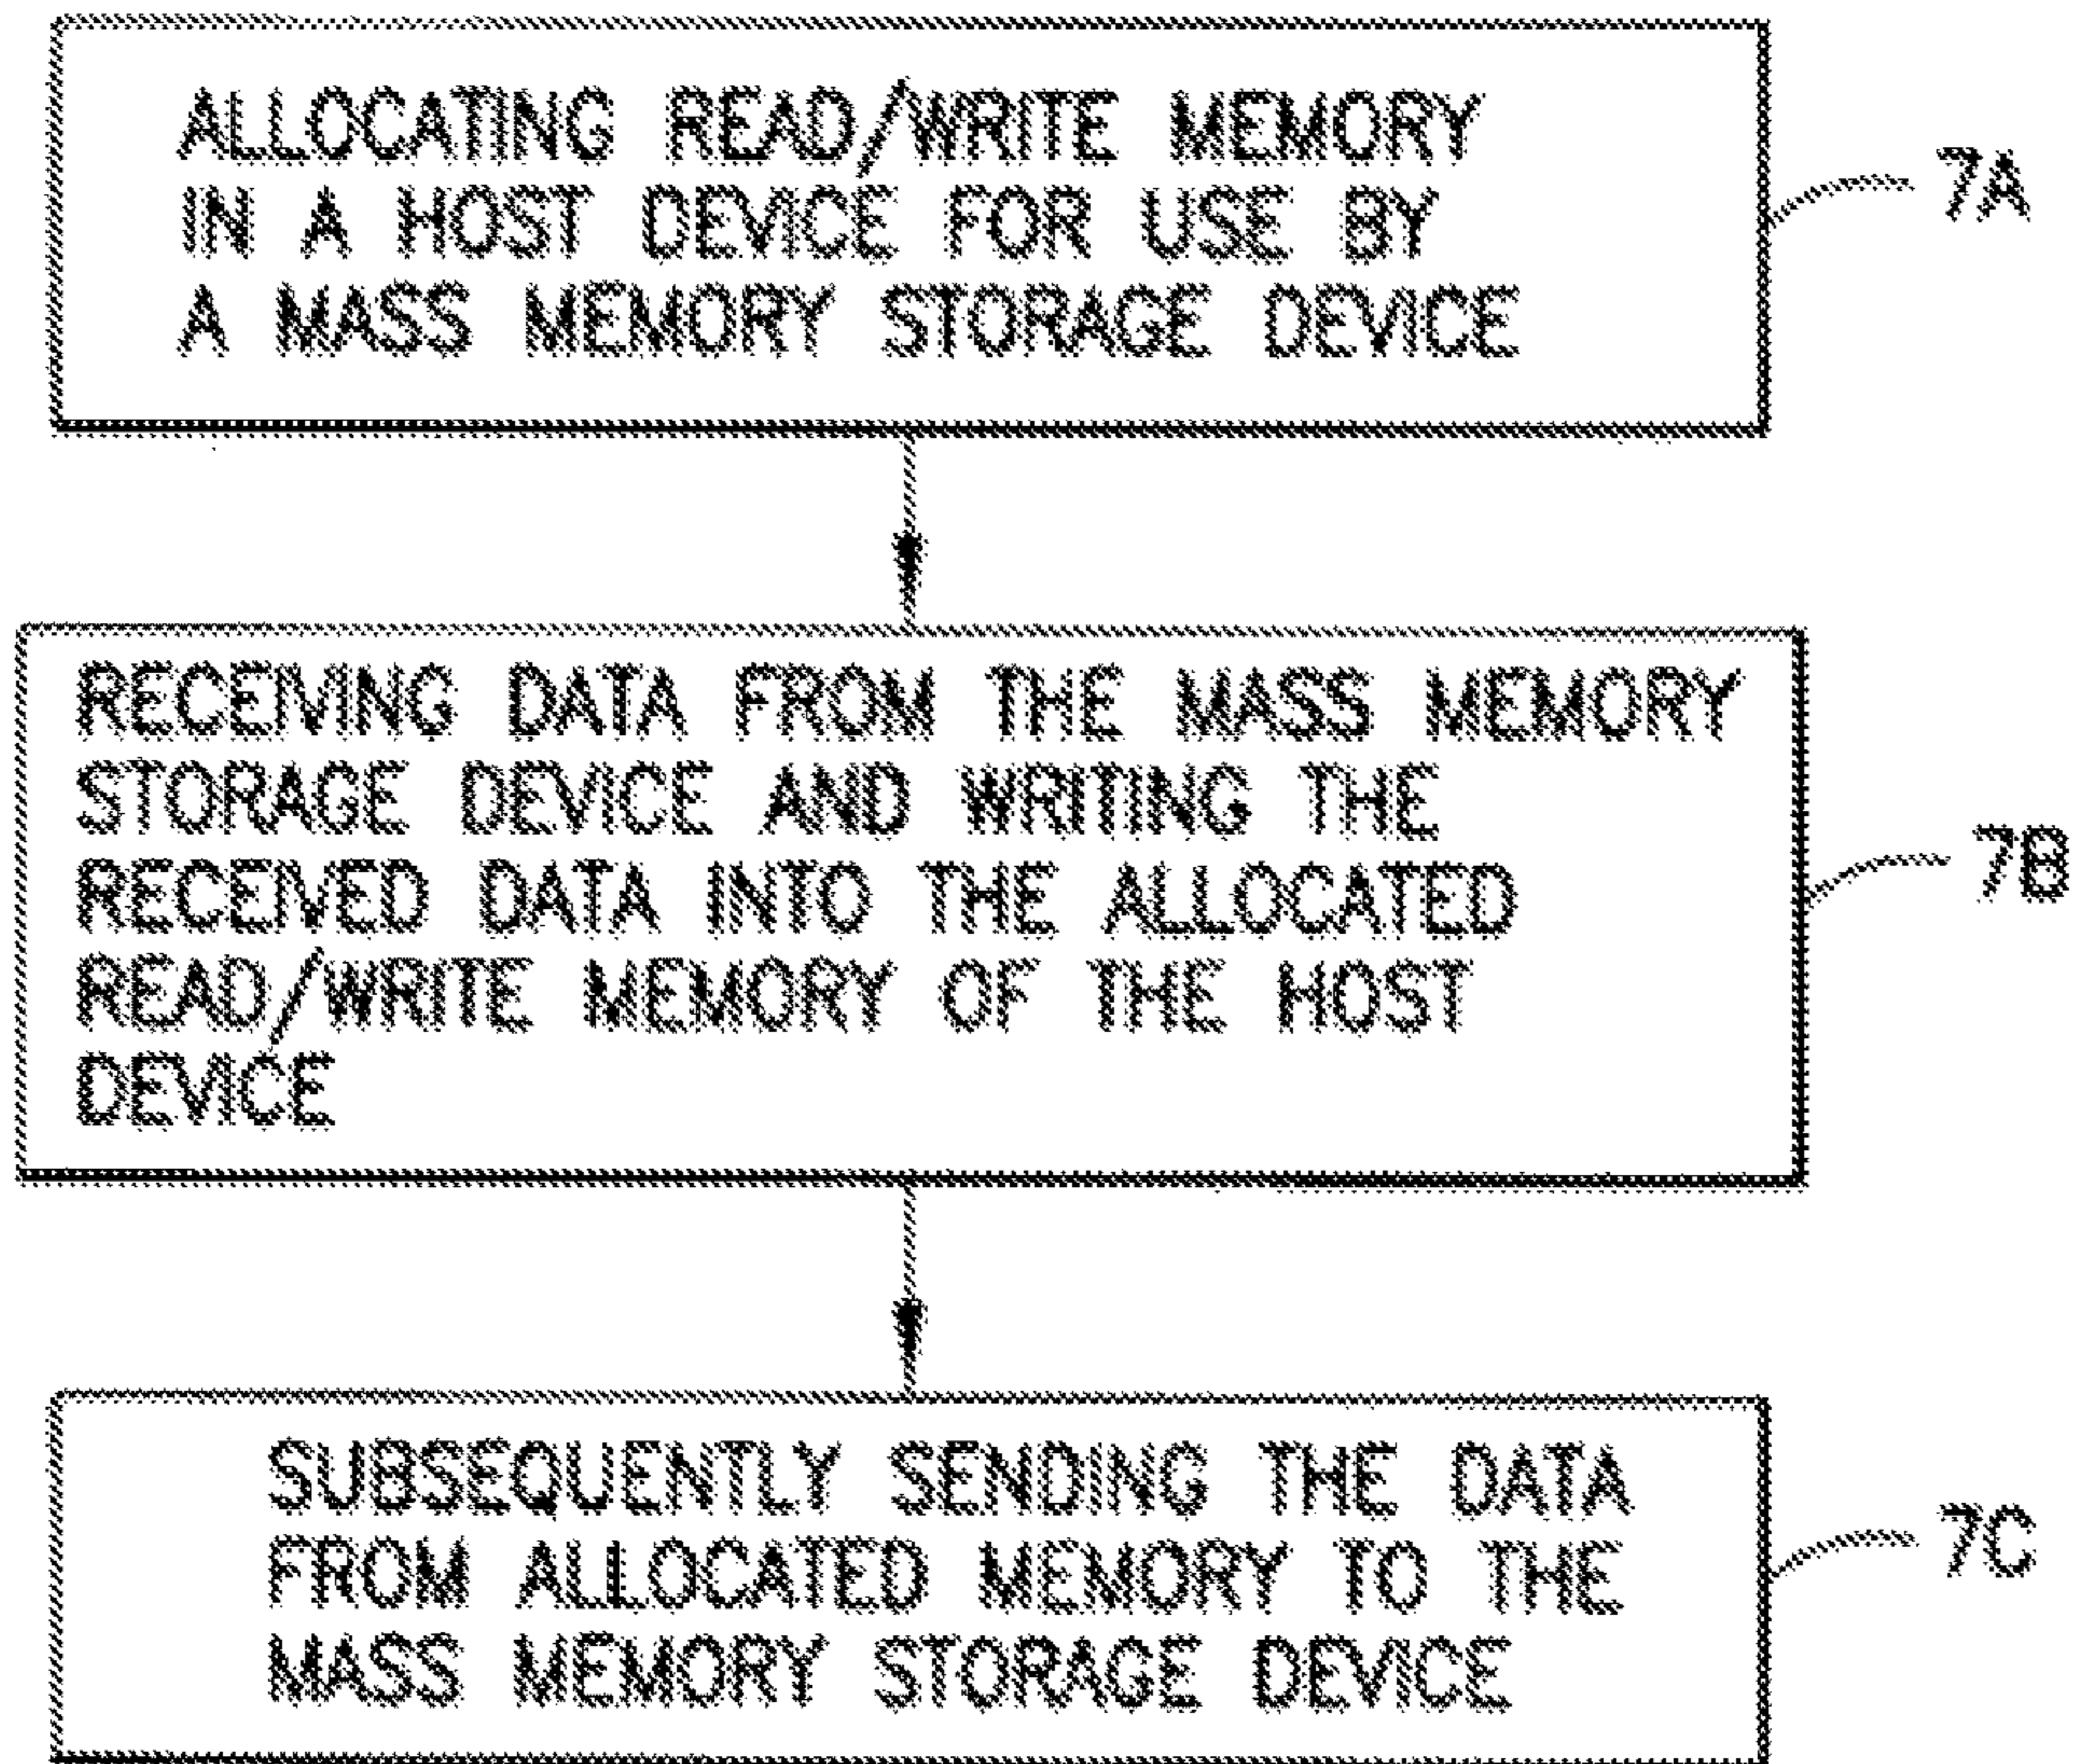 ALLOCATING READ/WRITE MEMORY
IN A HOST DEVICE FOR USE BY
A MASS MEMORY STORAGE DEVICE
7A
RECEIVING DATA FROM THE MASS MEMORY
STORAGE DEVICE AND WRITING THE
RECEIVED DATA INTO THE ALLOCATED
READ/WRITE MEMORY OF THE HOST
DEVICE
7B
SUBSEQUENTLY SENDING THE DATA
FROM ALLOCATED MEMORY TO THE
MASS MEMORY STORAGE DEVICE
7C